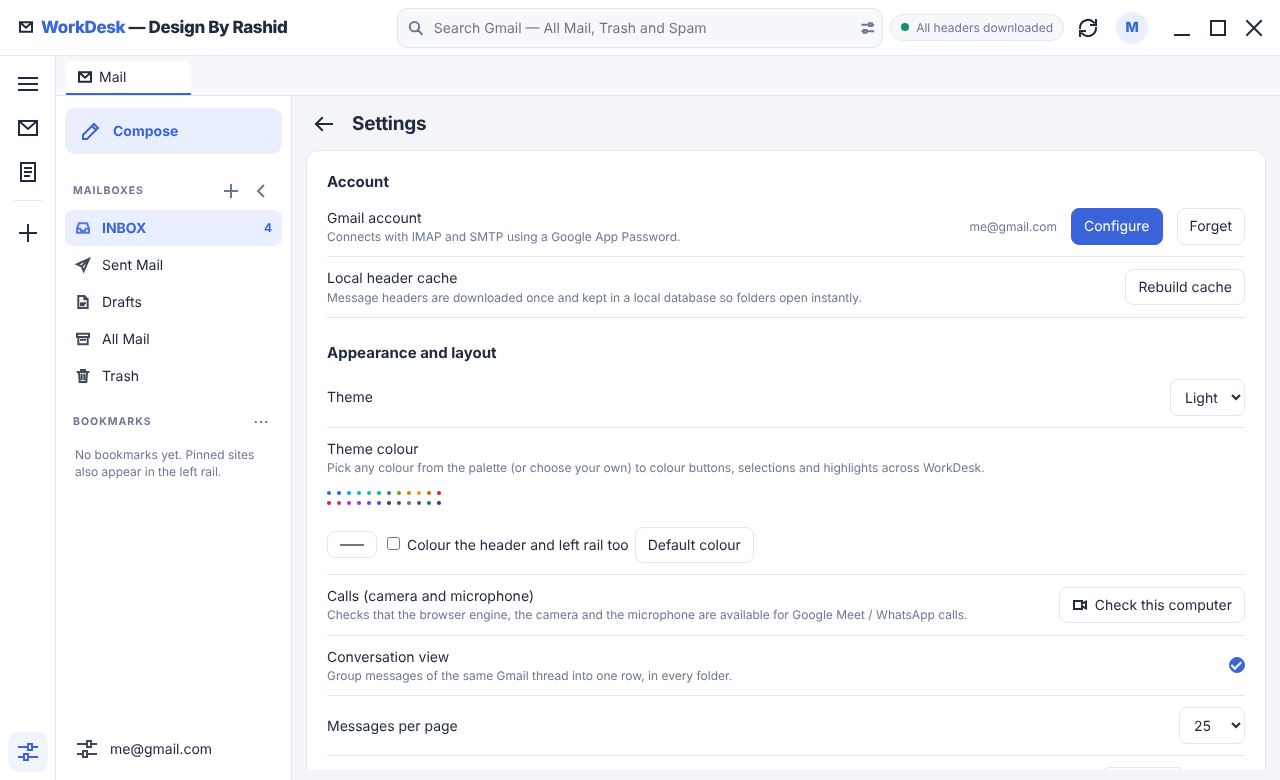 WorkDesk — Design By Rashid
Search Gmail — All Mail, Trash and Spam
All headers downloaded
M
Mail
Compose
Settings
MAILBOXES
INBOX 4
Sent Mail
Drafts
All Mail
Trash
BOOKMARKS
No bookmarks yet. Pinned sites
also appear in the left rail.
me@gmail.com
Account
Gmail account
Connects with IMAP and SMTP using a Google App Password.
me@gmail.com
Configure
Forget
Local header cache
Message headers are downloaded once and kept in a local database so folders open instantly.
Rebuild cache
Appearance and layout
Theme
Light
Theme colour
Pick any colour from the palette (or choose your own) to colour buttons, selections and highlights across WorkDesk.
Colour the header and left rail too
Default colour
Calls (camera and microphone)
Checks that the browser engine, the camera and the microphone are available for Google Meet / WhatsApp calls.
Check this computer
Conversation view
Group messages of the same Gmail thread into one row, in every folder.
Messages per page
25